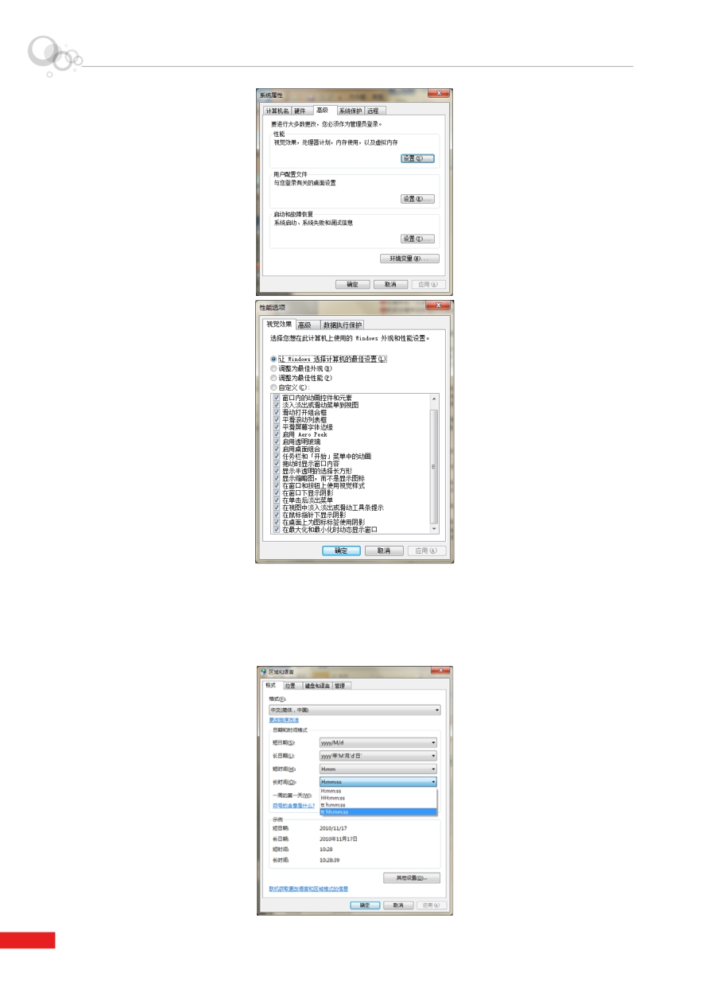 系统属性
计算机名 硬件 高级 系统保护 远程
要进行大多数更改，您必须作为管理员登录。
性能
视觉效果，处理器计划，内存使用，以及虚拟内存
设置(S)...
用户配置文件
与您登录有关的桌面设置
设置(E)...
启动和故障恢复
系统启动、系统失败和调试信息
设置(T)...
环境变量(N)...
确定 取消 应用(A)
性能选项
视觉效果 高级 数据执行保护
选择您想在此计算机上使用的 Windows 外观和性能设置。
让 Windows 选择计算机的最佳设置(L)
调整为最佳外观(B)
调整为最佳性能(P)
自定义(C):
窗口内的动画控件和元素
淡入淡出或滑动菜单到视图
滑动打开组合框
平滑滚动列表框
平滑屏幕字体边缘
启用 Aero Peek
启用透明玻璃
启用桌面组合
任务栏和「开始」菜单中的动画
拖动时显示窗口内容
显示半透明的选择长方形
显示缩略图，而不是显示图标
在窗口和按钮上使用视觉样式
在窗口下显示阴影
在单击后淡出菜单
在视图中淡入淡出或滑动工具条提示
在鼠标指针下显示阴影
在桌面上为图标标签使用阴影
在最大化和最小化时动态显示窗口
确定 取消 应用(A)
区域和语言
格式 位置 键盘和语言 管理
格式(F):
中文(简体，中国)
更改排序方法
日期和时间格式
短日期(S): yyyy/M/d
长日期(L): yyyy'年'M'月'd'日'
短时间(H): H:mm
长时间(O): H:mm:ss
H:mm:ss
一周的第一天(W):
HH:mm:ss
tt h:mm:ss
符号的含意是什么?
tt hh:mm:ss
示例
短日期: 2010/11/17
长日期: 2010年11月17日
短时间: 10:28
长时间: 10:28:39
其他设置(D)...
联机获取更改语言和区域格式的信息
确定 取消 应用(A)